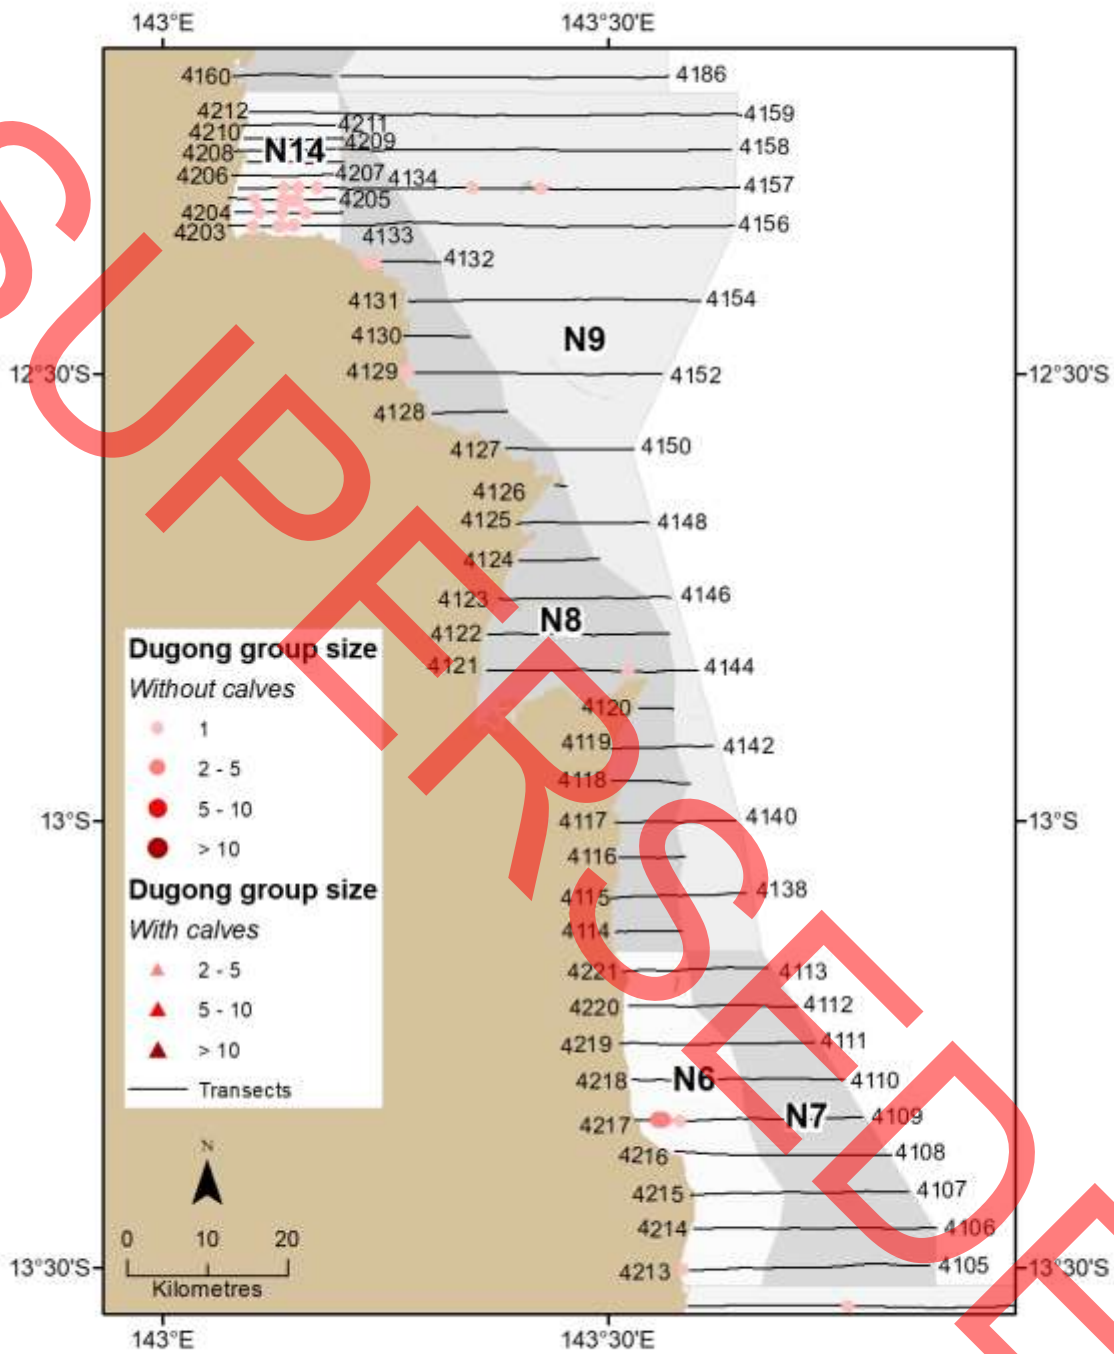 143°E 143°30'E
4160 4186
4212 4159
4211
4210 4209
N14
4208 4158
4206 4207 4134 4157
4205
4204
4203 4133 4156
4132
4131 4154
4130 N9
12°30'S 4129 4152 12°30'S
4128
4127 4150
4126
4125 4148
4124
4123 4146
N8
4122
4121 4144
4120
4119 4142
4118
13°S 4117 4140 13°S
4116
4115 4138
4114
4221 4113
4220 4112
4219 4111
4218 N6 4110
4217 N7 4109
4216 4108
4215 4107
4214 4106
13°30'S 4213 4105 13°30'S
Dugong group size
Without calves
1
2 - 5
5 - 10
> 10
Dugong group size
With calves
2 - 5
5 - 10
> 10
Transects
N
0 10 20
Kilometres
143°E 143°30'E
SUPERSEDE